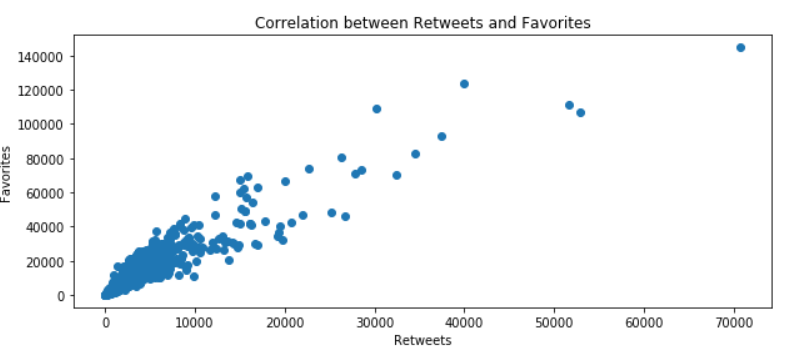 Correlation between Retweets and Favorites
140000
120000
100000
80000
60000
40000
20000
0
Favorites
0 10000 20000 30000 40000 50000 60000 70000
Retweets